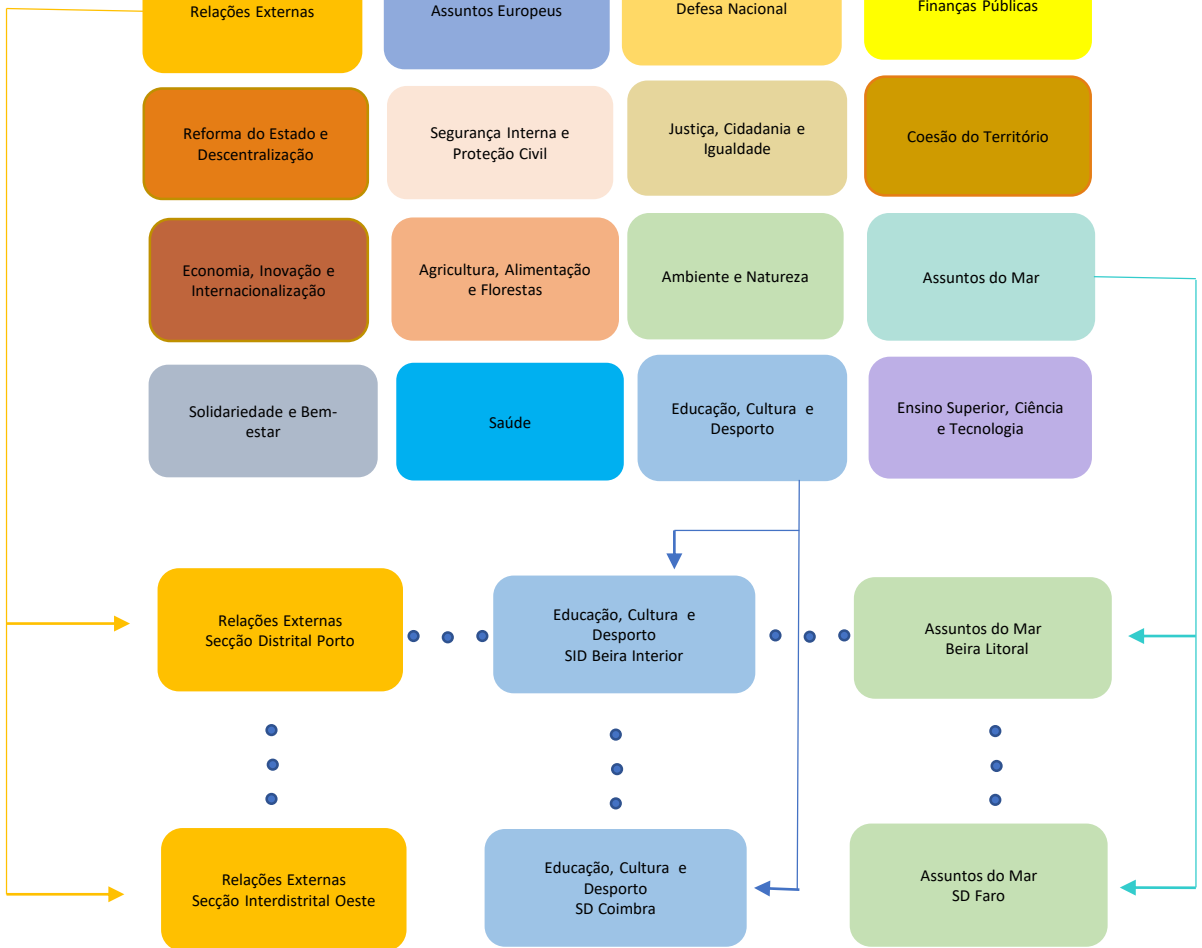 Relações Externas
Assuntos Europeus
Defesa Nacional
Finanças Públicas
Reforma do Estado e
Descentralização
Segurança Interna e
Proteção Civil
Justiça, Cidadania e
Igualdade
Coesão do Território
Economia, Inovação e
Internacionalização
Agricultura, Alimentação
e Florestas
Ambiente e Natureza
Assuntos do Mar
Solidariedade e Bem-
estar
Saúde
Educação, Cultura e
Desporto
Ensino Superior, Ciência
e Tecnologia
Relações Externas
Secção Distrital Porto
Educação, Cultura e
Desporto
SID Beira Interior
Assuntos do Mar
Beira Litoral
Relações Externas
Secção Interdistrital Oeste
Educação, Cultura e
Desporto
SD Coimbra
Assuntos do Mar
SD Faro